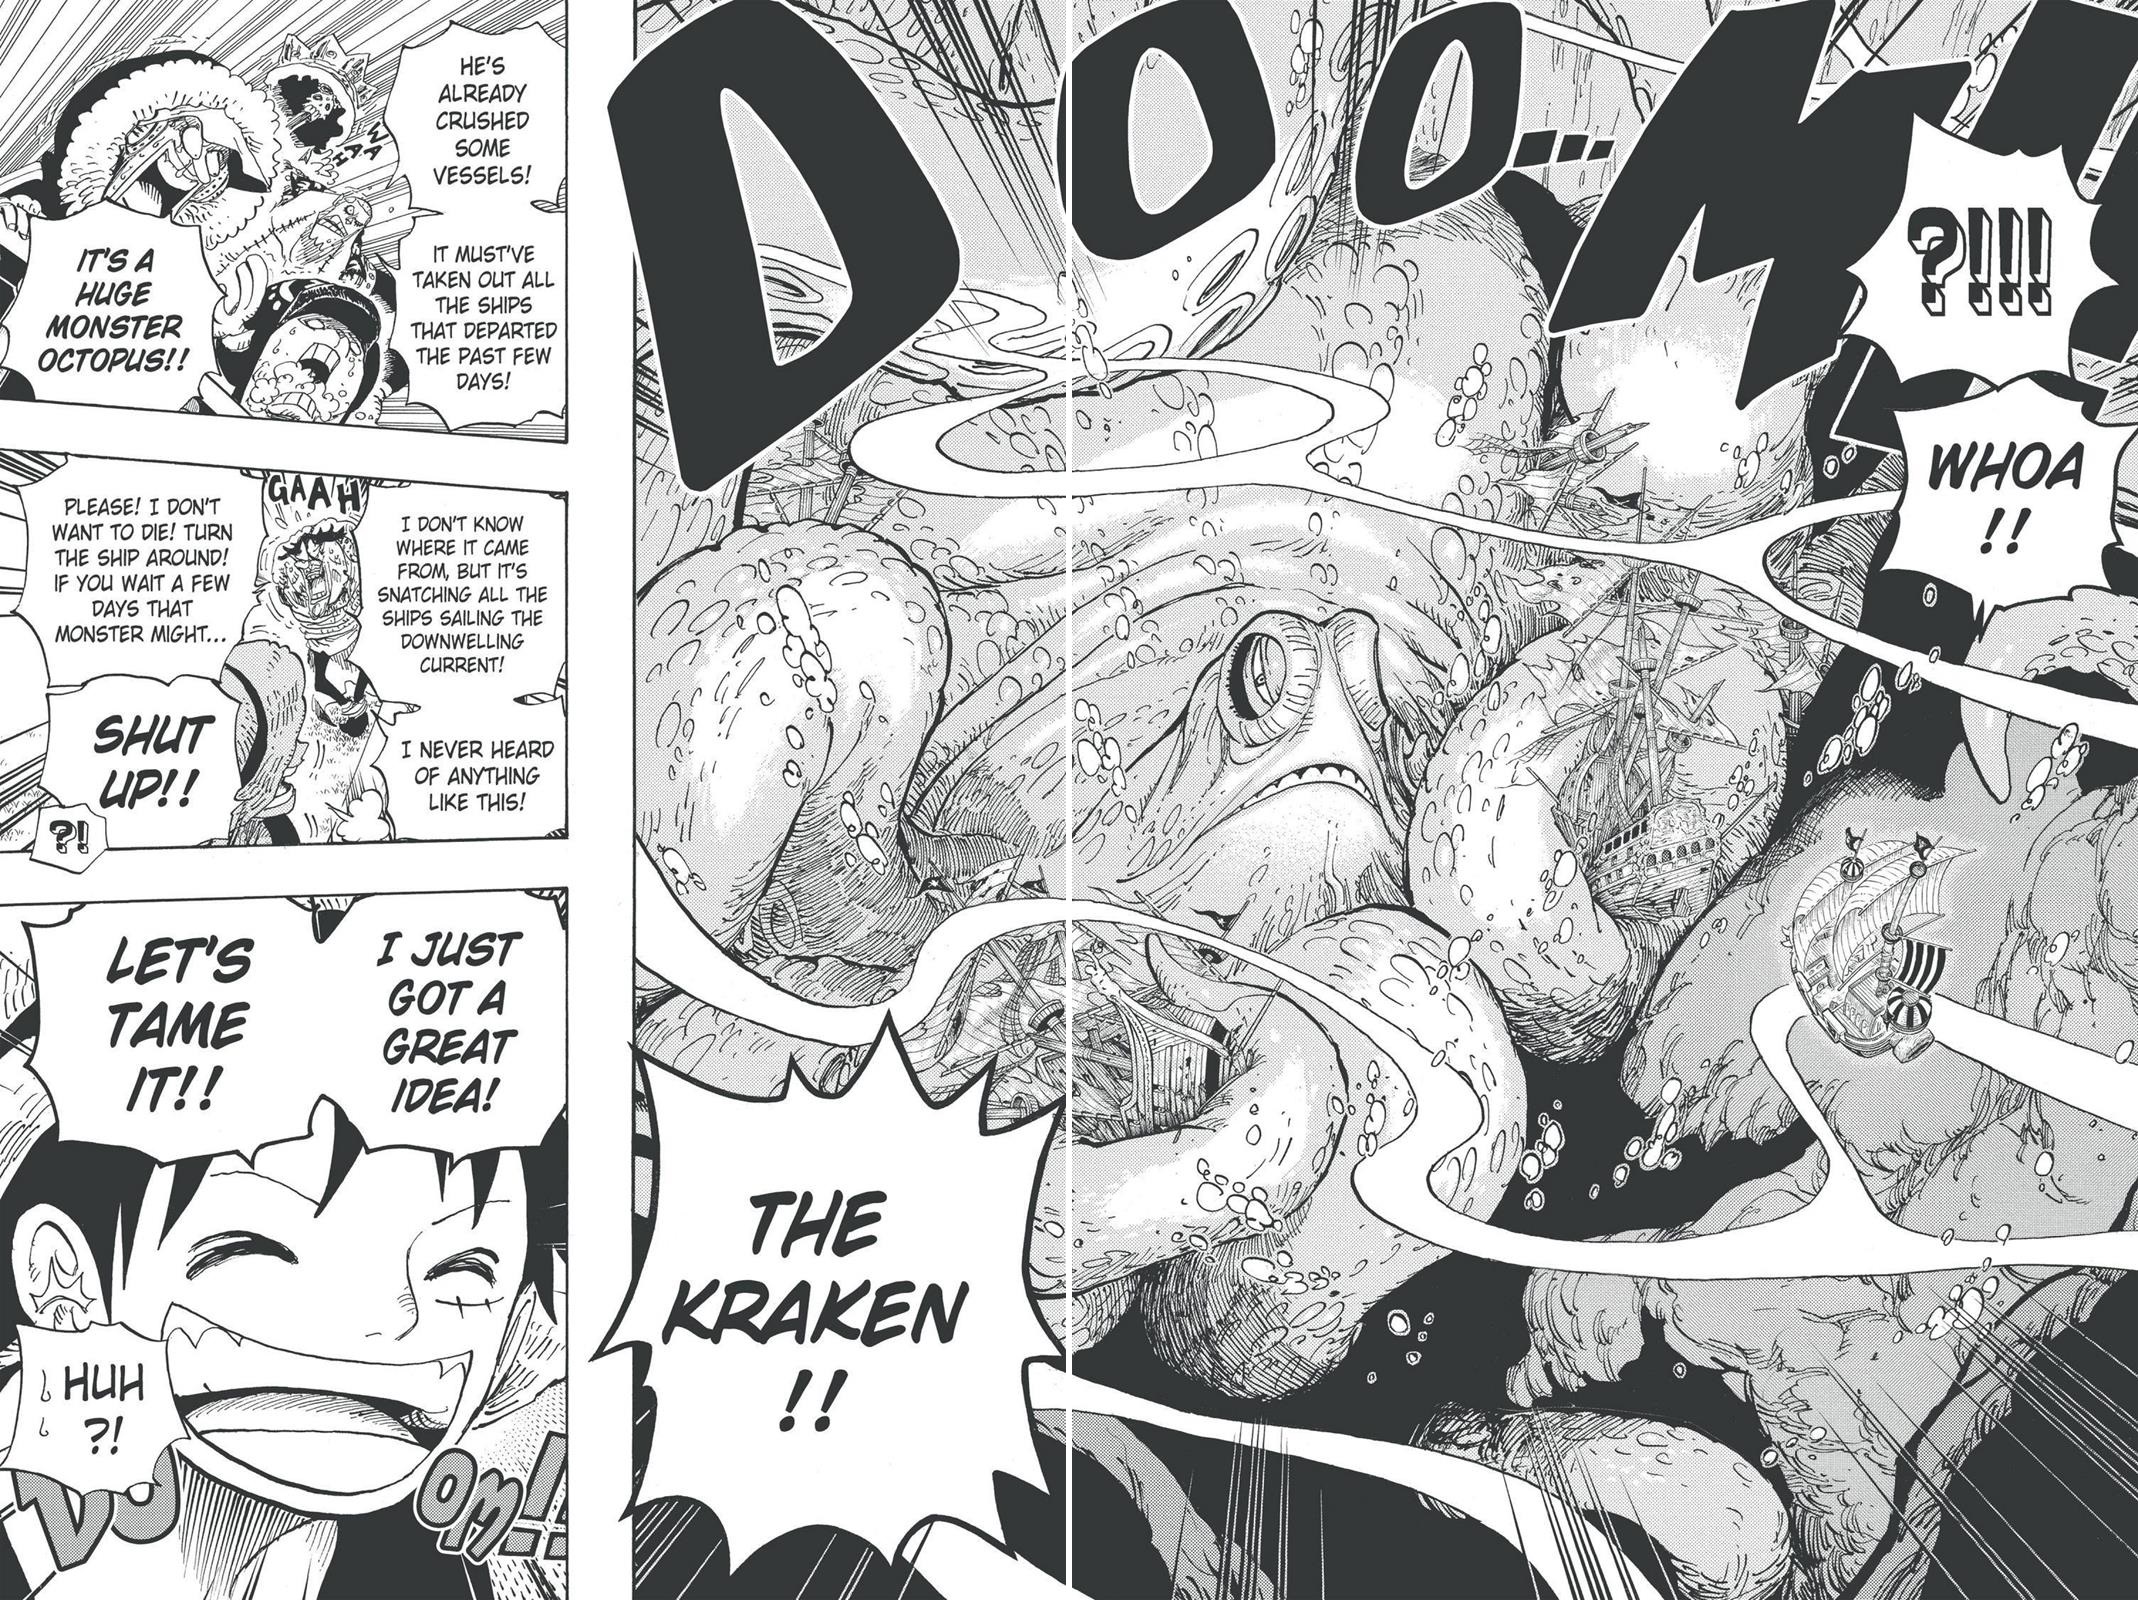 DOOM!!
?!!!
WHOA
!!
THE
KRAKEN
!!
HE'S
ALREADY
CRUSHED
SOME
VESSELS!
IT MUST'VE
TAKEN OUT ALL
THE SHIPS
THAT DEPARTED
THE PAST FEW
DAYS!
WAAH
IT'S A
HUGE
MONSTER
OCTOPUS!!
I DON'T KNOW
WHERE IT CAME
FROM, BUT IT'S
SNATCHING ALL THE
SHIPS SAILING THE
DOWNWELLING
CURRENT!
I NEVER HEARD
OF ANYTHING
LIKE THIS!
GAAH
PLEASE! I DON'T
WANT TO DIE! TURN
THE SHIP AROUND!
IF YOU WAIT A FEW
DAYS THAT
MONSTER MIGHT...
SHUT
UP!!
?!
I JUST
GOT A
GREAT
IDEA!
LET'S
TAME
IT!!
HUH
?!